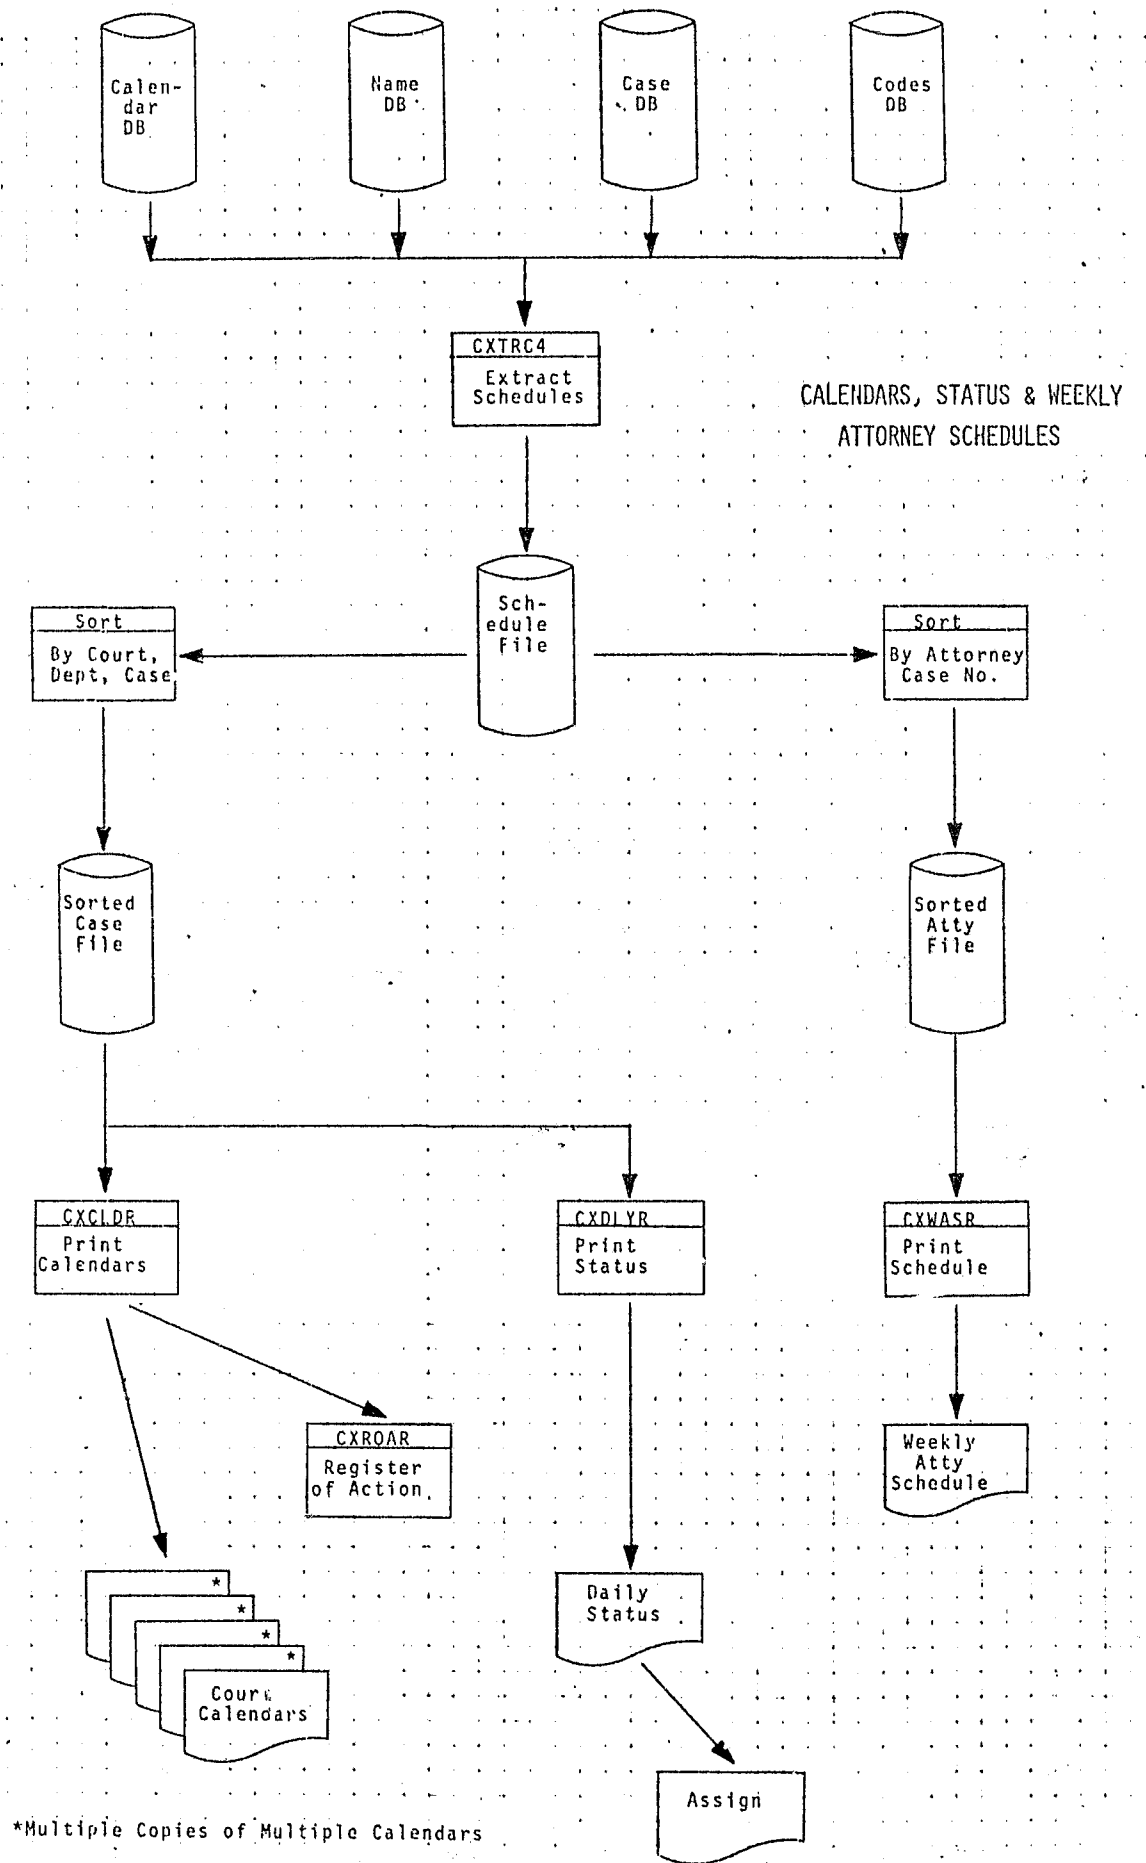 Calen-
dar
DB
Name
DB
Case
DB
Codes
DB
CXTRC4
Extract
Schedules
CALENDARS, STATUS & WEEKLY
ATTORNEY SCHEDULES
Sch-
edule
File
Sort
By Court,
Dept, Case
Sort
By Attorney
Case No.
Sorted
Case
File
Sorted
Atty
File
CXCLDR
Print
Calendars
CXDLYR
Print
Status
CXWASR
Print
Schedule
CXROAR
Register
of Action
Weekly
Atty
Schedule
*
*
*
*
Court
Calendars
Daily
Status
Assign
*Multiple Copies of Multiple Calendars